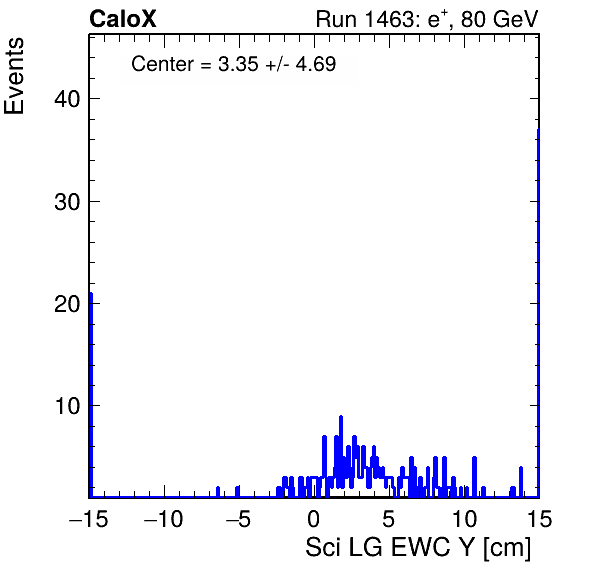 CaloX Run 1463: e⁺, 80 GeV
Center = 3.35 +/- 4.69
Events
40
30
20
10
−15 −10 −5 0 5 10 15
Sci LG EWC Y [cm]